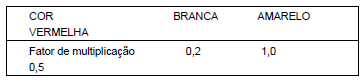 COR BRANCA AMARELO
VERMELHA
Fator de multiplicação 0,2 1,0
0,5